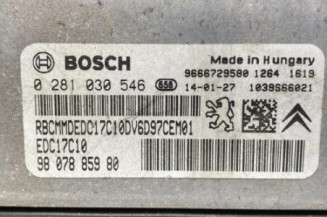 BOSCH
Made in Hungary
9666729580 1264 1619
0 281 030 546 658 14-01-27 1039S66021
RBCMMDEDC17C10DV6D97CEM01
EDC17C10
98 078 859 80